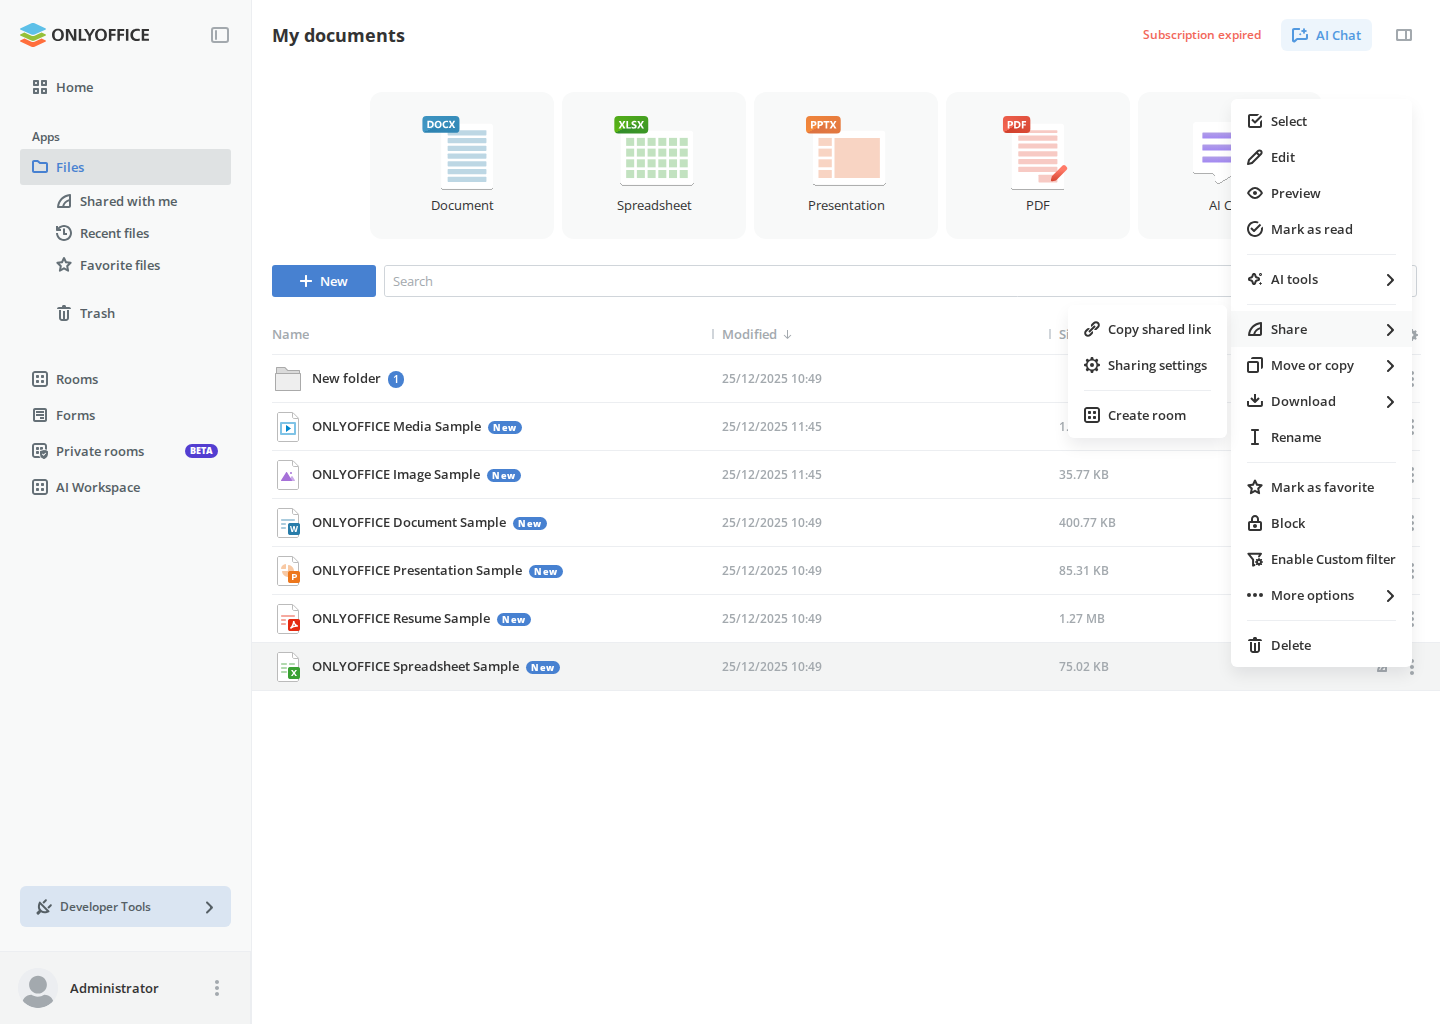 ONLYOFFICE
My documents
Subscription expired
AI Chat
Home
Apps
Files
Shared with me
Recent files
Favorite files
Trash
Rooms
Forms
Private rooms BETA
AI Workspace
Developer Tools
Administrator
DOCX
Document
XLSX
Spreadsheet
PPTX
Presentation
PDF
PDF
AI
New
Search
Name Modified
New folder 1 25/12/2025 10:49
ONLYOFFICE Media Sample New 25/12/2025 11:45
ONLYOFFICE Image Sample New 25/12/2025 11:45 35.77 KB
ONLYOFFICE Document Sample New 25/12/2025 10:49 400.77 KB
ONLYOFFICE Presentation Sample New 25/12/2025 10:49 85.31 KB
ONLYOFFICE Resume Sample New 25/12/2025 10:49 1.27 MB
ONLYOFFICE Spreadsheet Sample New 25/12/2025 10:49 75.02 KB
Copy shared link
Sharing settings
Create room
Select
Edit
Preview
Mark as read
AI tools
Share
Move or copy
Download
Rename
Mark as favorite
Block
Enable Custom filter
More options
Delete